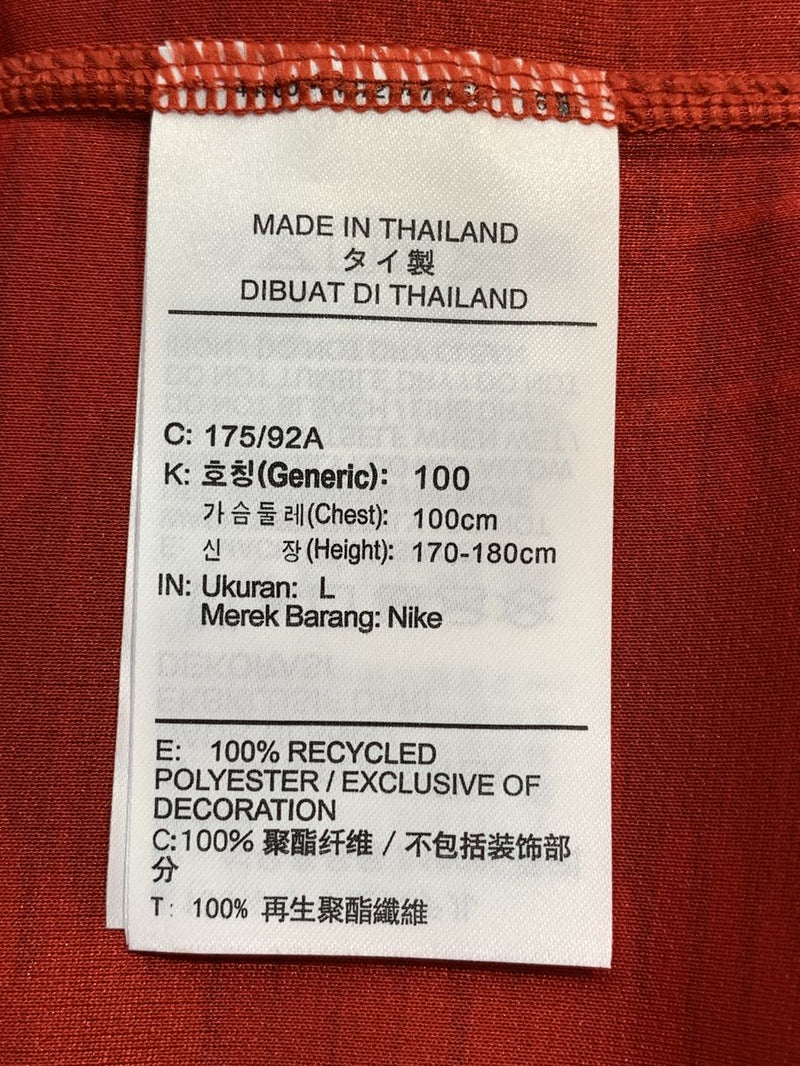 MADE IN THAILAND
タイ製
DIBUAT DI THAILAND
C: 175/92A
K: 호칭(Generic): 100
가슴둘레(Chest): 100cm
신 장(Height): 170-180cm
IN: Ukuran: L
Merek Barang: Nike
E: 100% RECYCLED
POLYESTER / EXCLUSIVE OF
DECORATION
C:100% 聚酯纤维 / 不包括装饰部
分
T: 100% 再生聚酯纖維